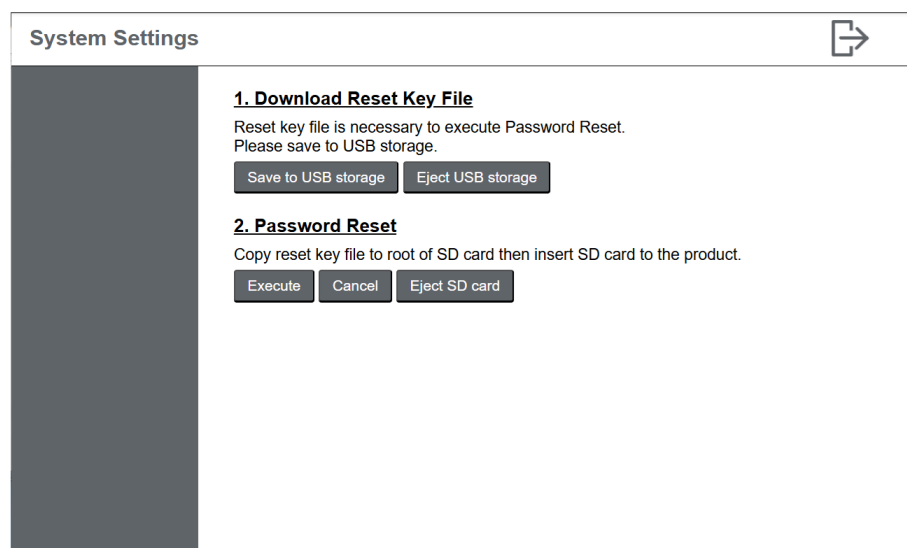 System Settings
1. Download Reset Key File
Reset key file is necessary to execute Password Reset.
Please save to USB storage.
Save to USB storage Eject USB storage
2. Password Reset
Copy reset key file to root of SD card then insert SD card to the product.
Execute Cancel Eject SD card